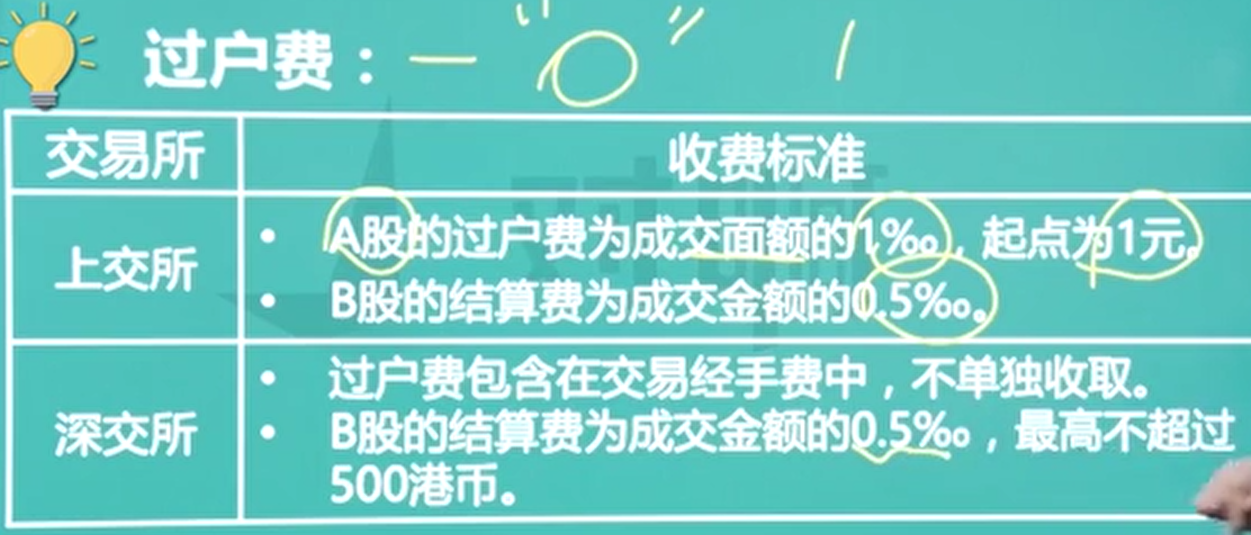 过户费：
交易所 收费标准
上交所
• A股的过户费为成交面额的1‰，起点为1元。
• B股的结算费为成交金额的0.5‰。
深交所
• 过户费包含在交易经手费中，不单独收取。
• B股的结算费为成交金额的0.5‰，最高不超过
500港币。